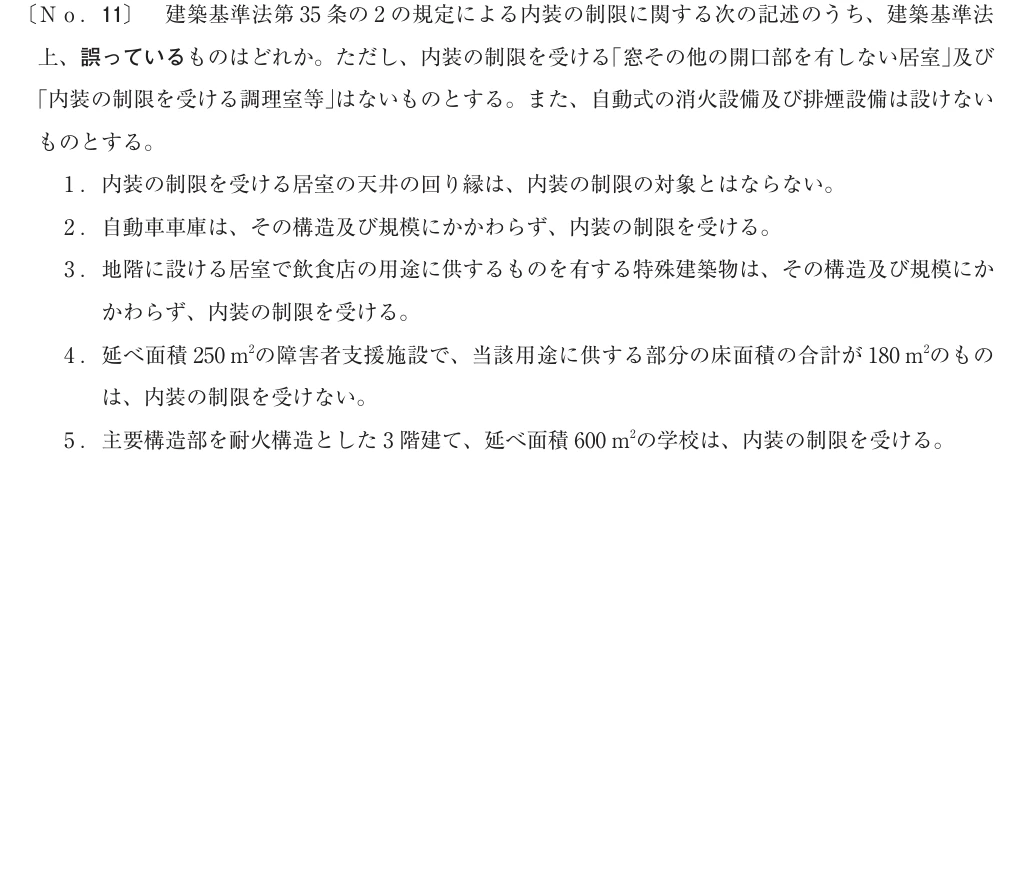 〔Ｎｏ．11〕　建築基準法第 35 条の 2 の規定による内装の制限に関する次の記述のうち、建築基準法
上、誤っているものはどれか。ただし、内装の制限を受ける「窓その他の開口部を有しない居室」及び
「内装の制限を受ける調理室等」はないものとする。また、自動式の消火設備及び排煙設備は設けない
ものとする。
1．内装の制限を受ける居室の天井の回り縁は、内装の制限の対象とはならない。
2．自動車車庫は、その構造及び規模にかかわらず、内装の制限を受ける。
3．地階に設ける居室で飲食店の用途に供するものを有する特殊建築物は、その構造及び規模にか
かわらず、内装の制限を受ける。
4．延べ面積 250 m²の障害者支援施設で、当該用途に供する部分の床面積の合計が 180 m²のもの
は、内装の制限を受けない。
5．主要構造部を耐火構造とした 3 階建て、延べ面積 600 m²の学校は、内装の制限を受ける。